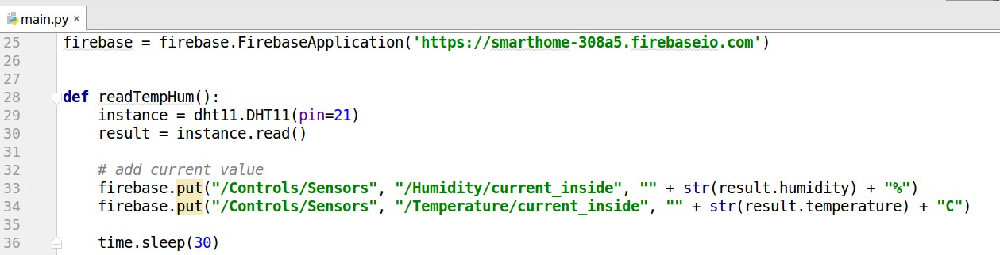 main.py ×
25 firebase = firebase.FirebaseApplication('https://smarthome-308a5.firebaseio.com')
26
27
28 def readTempHum():
29     instance = dht11.DHT11(pin=21)
30     result = instance.read()
31
32     # add current value
33     firebase.put("/Controls/Sensors", "/Humidity/current_inside", "" + str(result.humidity) + "%")
34     firebase.put("/Controls/Sensors", "/Temperature/current_inside", "" + str(result.temperature) + "C")
35
36     time.sleep(30)